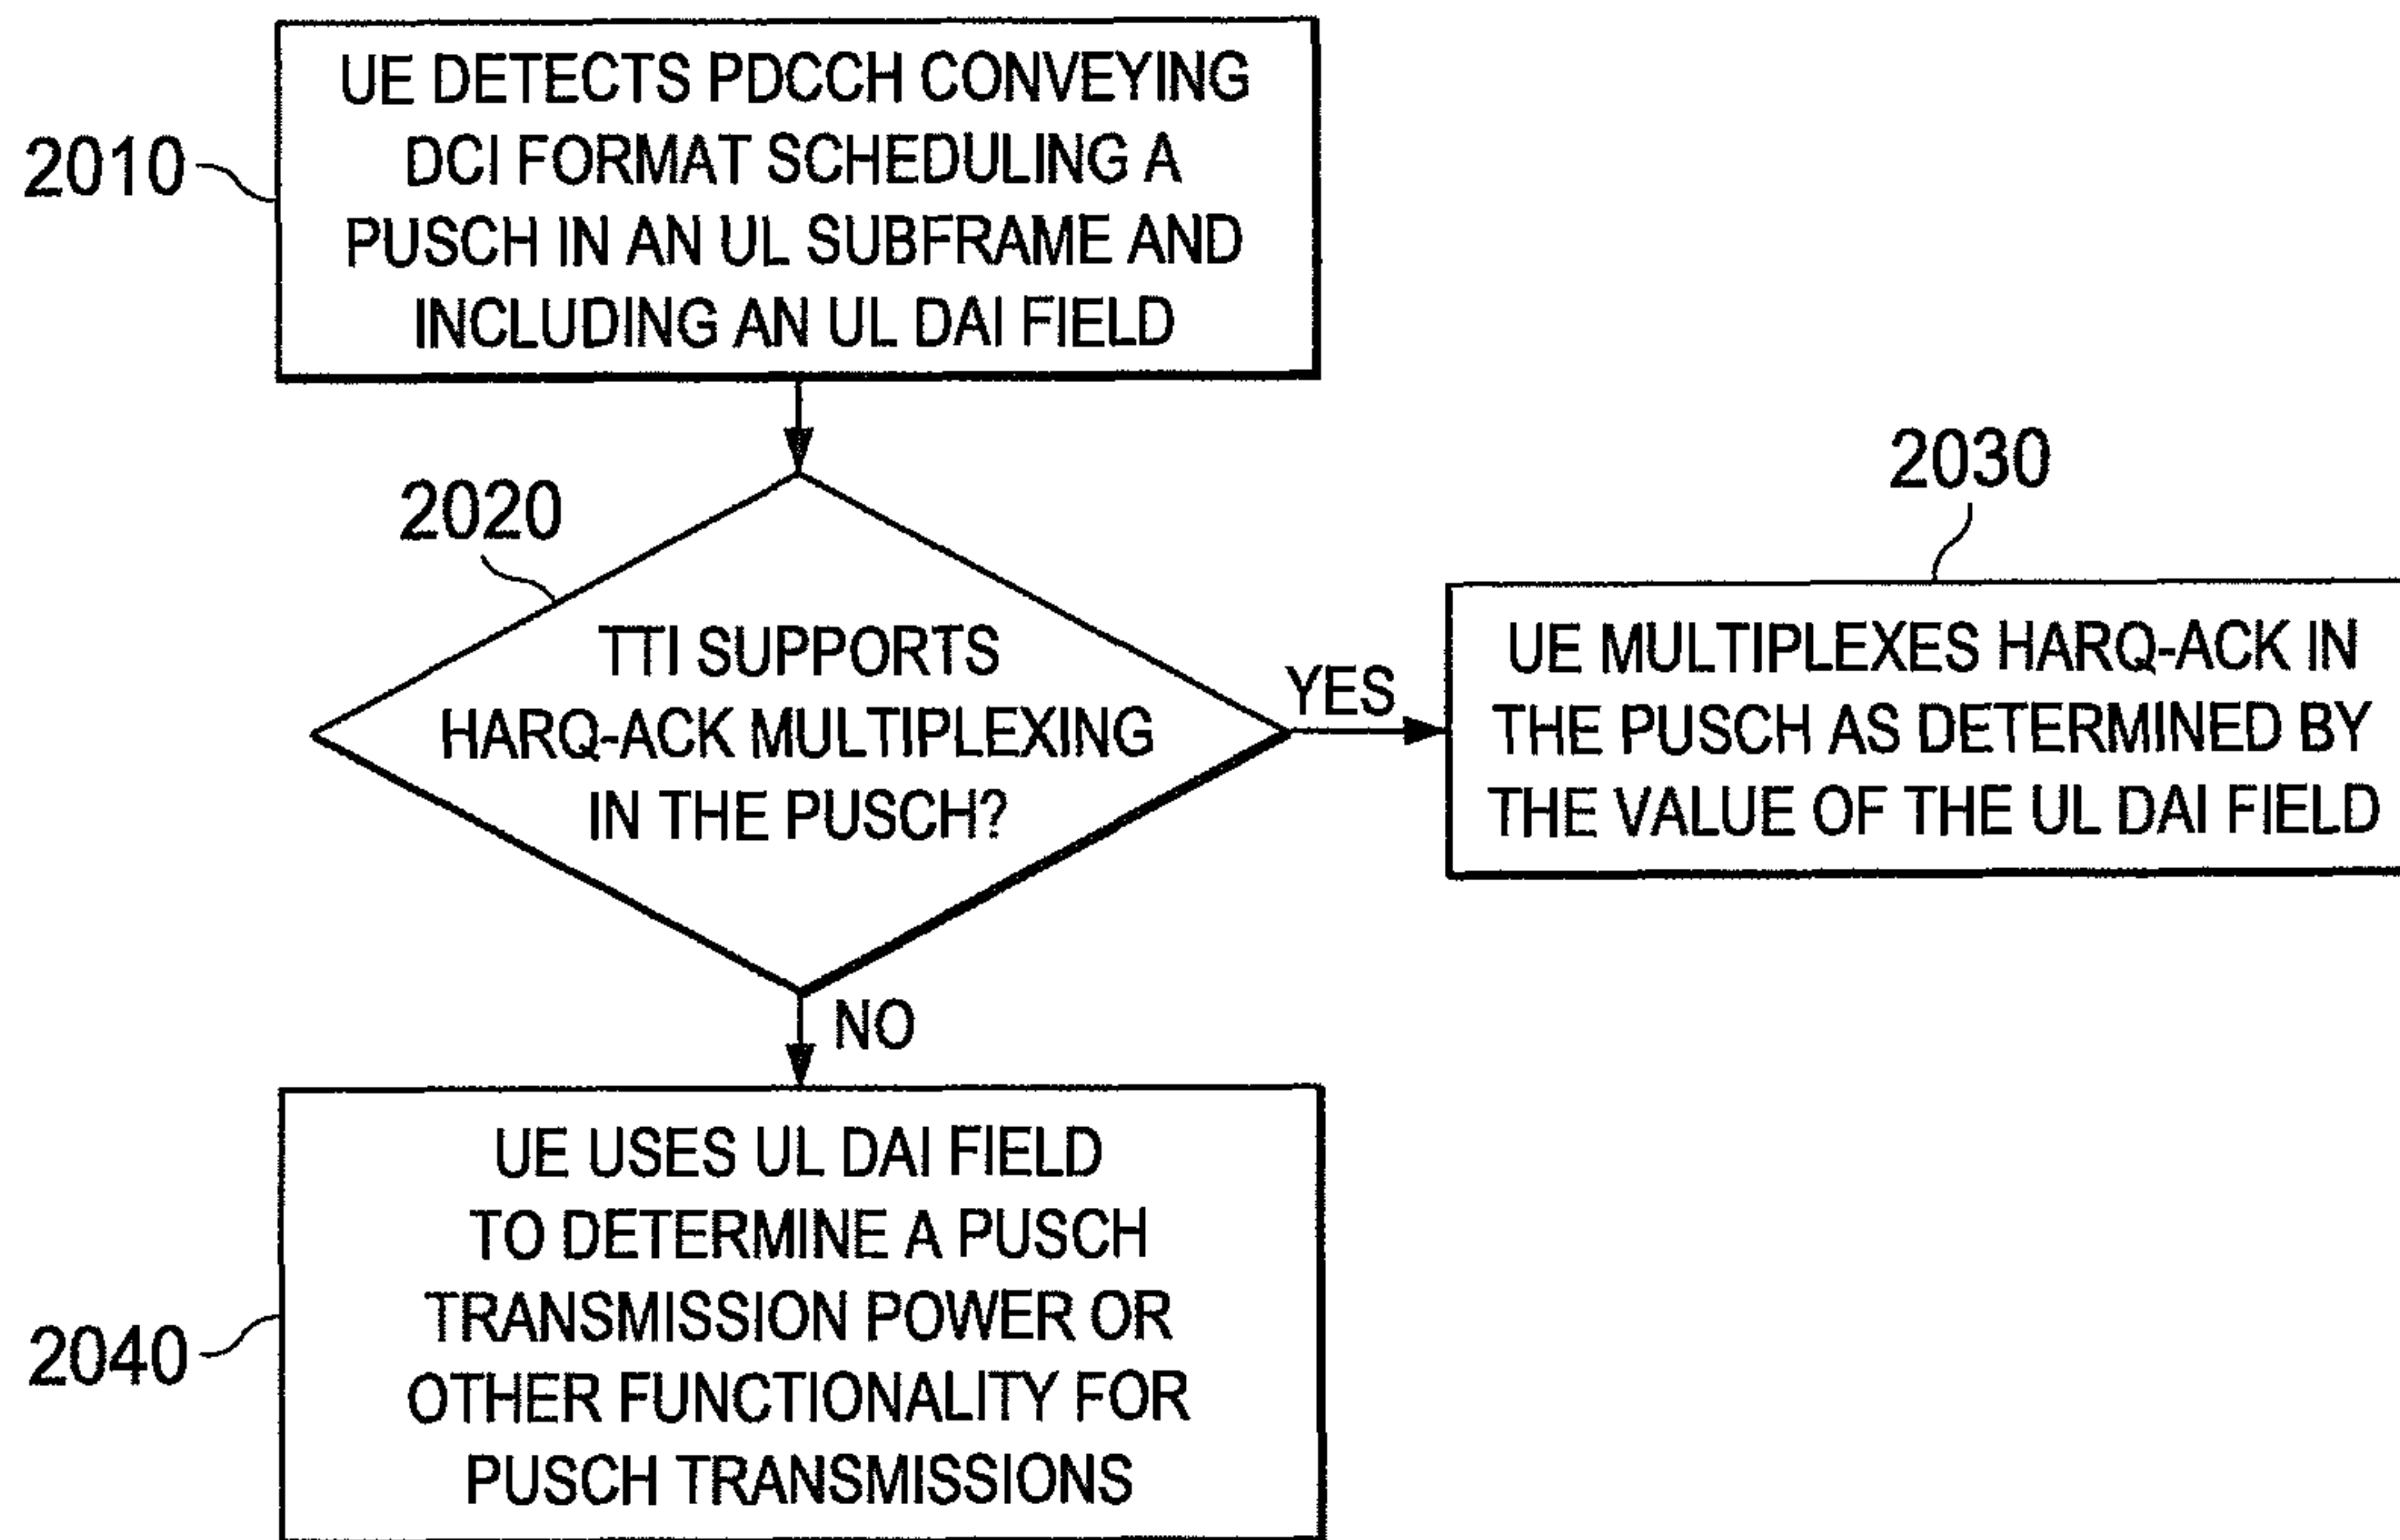 2010
UE DETECTS PDCCH CONVEYING
DCI FORMAT SCHEDULING A
PUSCH IN AN UL SUBFRAME AND
INCLUDING AN UL DAI FIELD
2020
TTI SUPPORTS
HARQ-ACK MULTIPLEXING
IN THE PUSCH?
YES
2030
UE MULTIPLEXES HARQ-ACK IN
THE PUSCH AS DETERMINED BY
THE VALUE OF THE UL DAI FIELD
NO
2040
UE USES UL DAI FIELD
TO DETERMINE A PUSCH
TRANSMISSION POWER OR
OTHER FUNCTIONALITY FOR
PUSCH TRANSMISSIONS